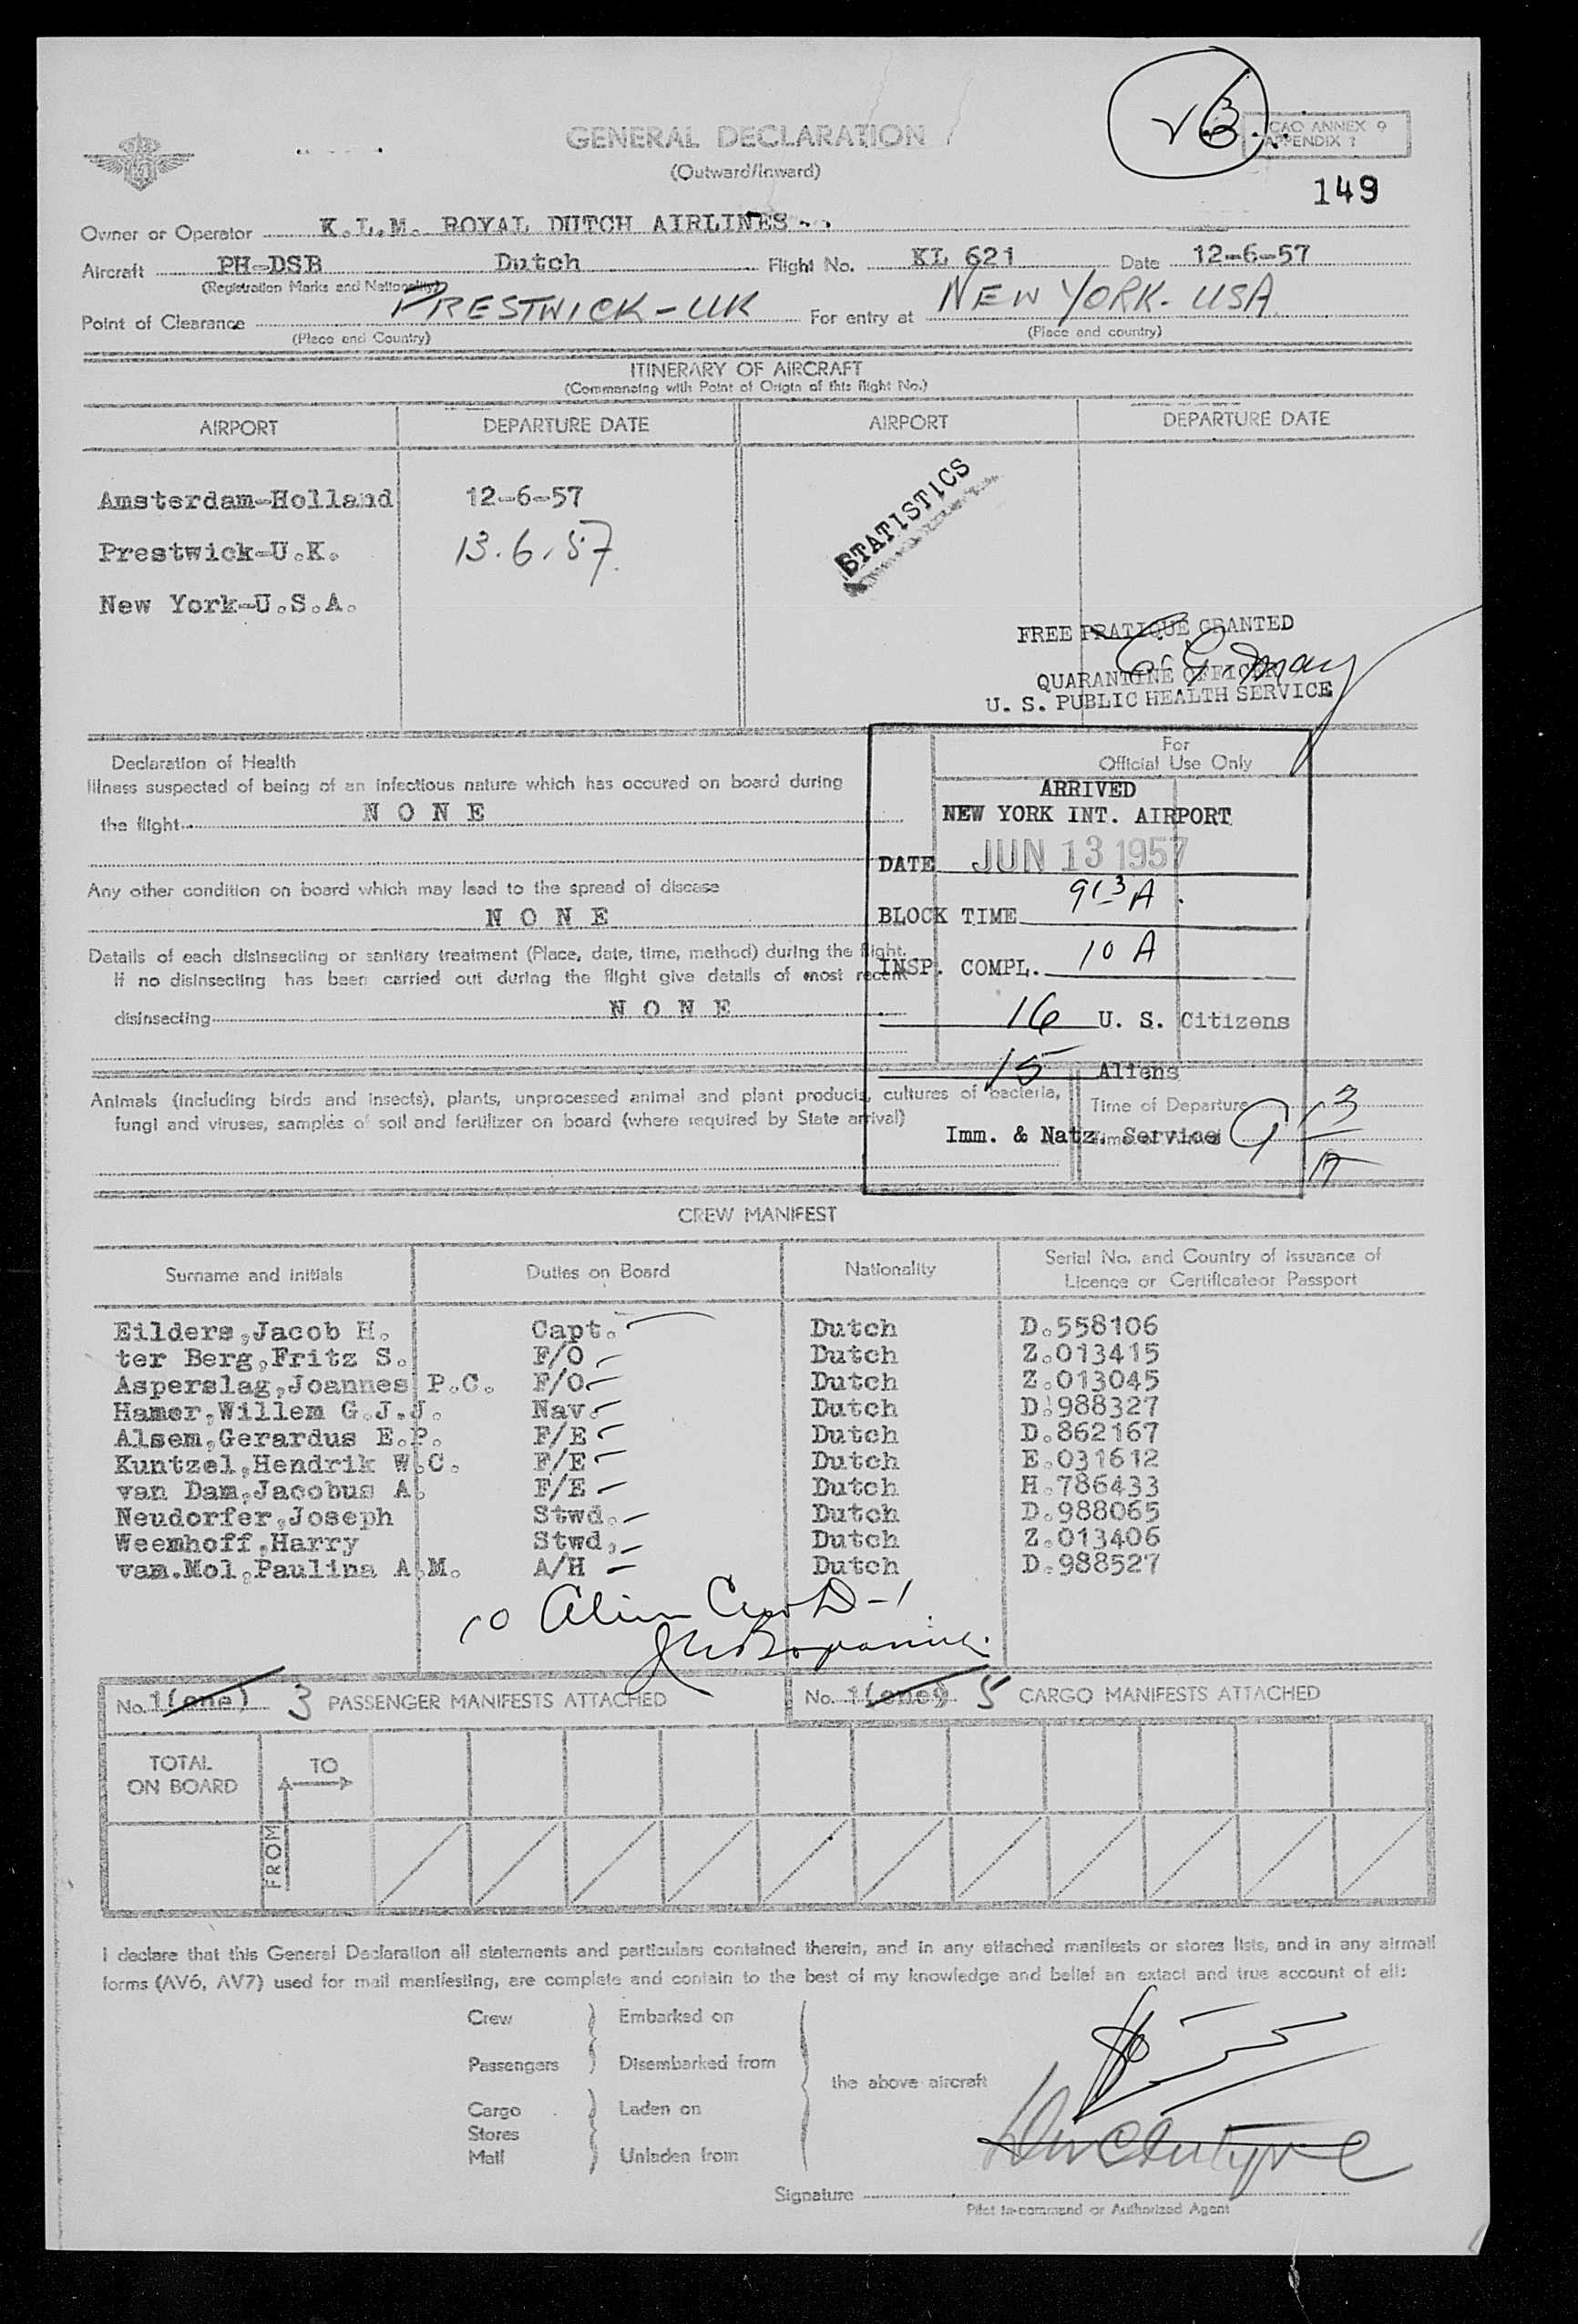 GENERAL DECLARATION
(Outward/Inward)
ICAO ANNEX 9
APPENDIX 1
149
Owner or Operator K.L.M. ROYAL DUTCH AIRLINES
Aircraft PH-DSB Dutch Flight No. KL 621 Date 12-6-57
(Registration Marks and Nationality)
Point of Clearance PRESTWICK-UK For entry at NEW YORK. USA
(Place and Country) (Place and country)
ITINERARY OF AIRCRAFT
(Commencing with Point of Origin of this flight No.)
AIRPORT DEPARTURE DATE AIRPORT DEPARTURE DATE
Amsterdam-Holland 12-6-57
Prestwick-U.K. 13.6.57.
New York-U.S.A.
STATISTICS
FREE PRATIQUE GRANTED
QUARANTINE OFFICER
U. S. PUBLIC HEALTH SERVICE
Declaration of Health
Illness suspected of being of an infectious nature which has occured on board during
the flight NONE
Any other condition on board which may lead to the spread of disease
NONE
Details of each disinsecting or sanitary treatment (Place, date, time, method) during the flight.
If no disinsecting has been carried out during the flight give details of most recent
disinsecting NONE
For
Official Use Only
ARRIVED
NEW YORK INT. AIRPORT
DATE JUN 13 1957
BLOCK TIME 913 A
INSP. COMPL. 10 A
16 U. S. Citizens
15 Aliens
Imm. & Natz. Service
Animals (including birds and insects), plants, unprocessed animal and plant products, cultures of bacteria,
fungi and viruses, samples of soil and fertilizer on board (where required by State arrival)
Time of Departure
CREW MANIFEST
Surname and initials Duties on Board Nationality Serial No. and Country of issuance of
Licence or Certificateor Passport
Eilders,Jacob H. Capt. Dutch D.558106
ter Berg,Fritz S. F/O Dutch Z.013415
Asperslag,Joannes P.C. F/O Dutch Z.013045
Hamer,Willem G.J.J. Nav. Dutch D.988327
Alsem,Gerardus E.P. F/E Dutch D.862167
Kuntzel,Hendrik W.C. F/E Dutch E.031612
van Dam,Jacobus A. F/E Dutch H.786433
Neudorfer,Joseph Stwd. Dutch D.988065
Weemhoff,Harry Stwd. Dutch Z.013406
vam.Mol,Paulina A.M. A/H Dutch D.988527
10 Alien Crew D-1
No. 1(one) 3 PASSENGER MANIFESTS ATTACHED No. 1(one) 5 CARGO MANIFESTS ATTACHED
TOTAL
ON BOARD
TO
FROM
I declare that this General Declaration all statements and particulars contained therein, and in any attached manifests or stores lists, and in any airmail
forms (AV6, AV7) used for mail manifesting, are complete and contain to the best of my knowledge and belief an extact and true account of all:
Crew Embarked on
Passengers Disembarked from
the above aircraft
Cargo Laden on
Stores
Mail Unladen from
Signature
Pilot in-command or Authorized Agent